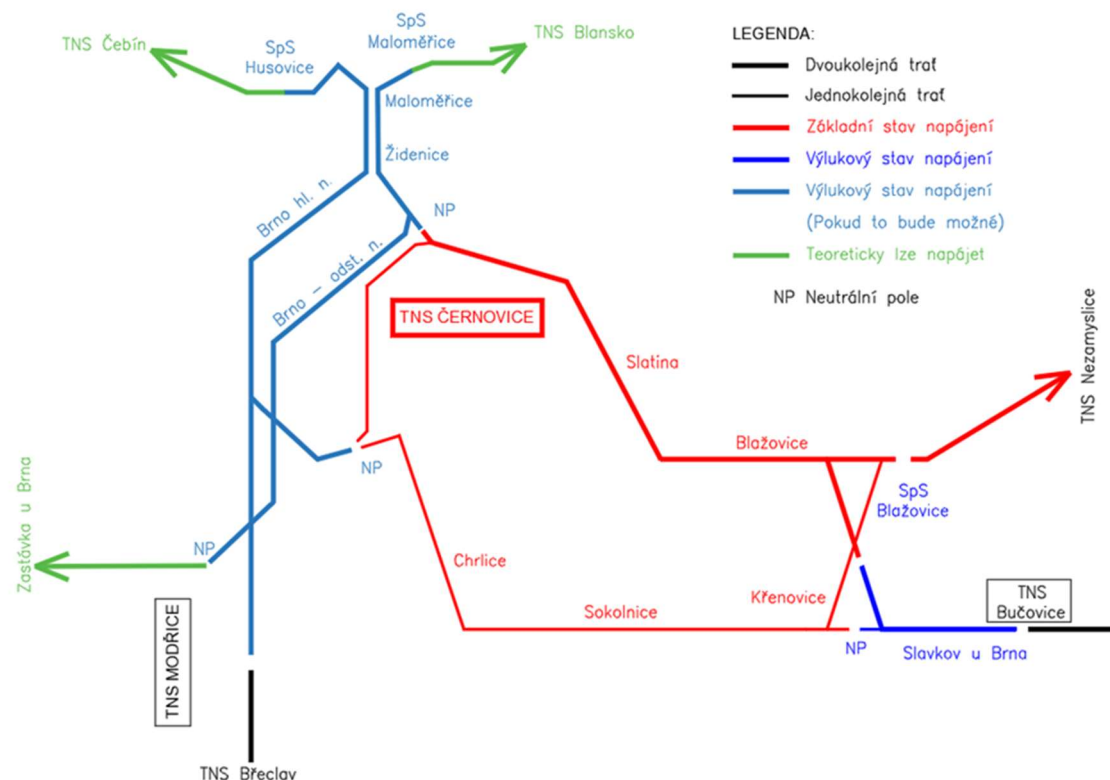 SpS
Maloměřice
TNS Čebín
SpS
Husovice
TNS Blansko
Maloměřice
Židenice
Brno hl. n.
NP
Brno – odst. n.
TNS ČERNOVICE
Slatina
NP
Blažovice
SpS
Blažovice
TNS Nezamyslice
Zastávka u Brna
NP
Chrlice
Sokolnice
Křenovice
NP
Slavkov u Brna
TNS
Bučovice
TNS MODŘICE
TNS Břeclav
LEGENDA:
Dvoukolejná trať
Jednokolejná trať
Základní stav napájení
Výlukový stav napájení
Výlukový stav napájení
(Pokud to bude možné)
Teoreticky lze napájet
NP Neutrální pole